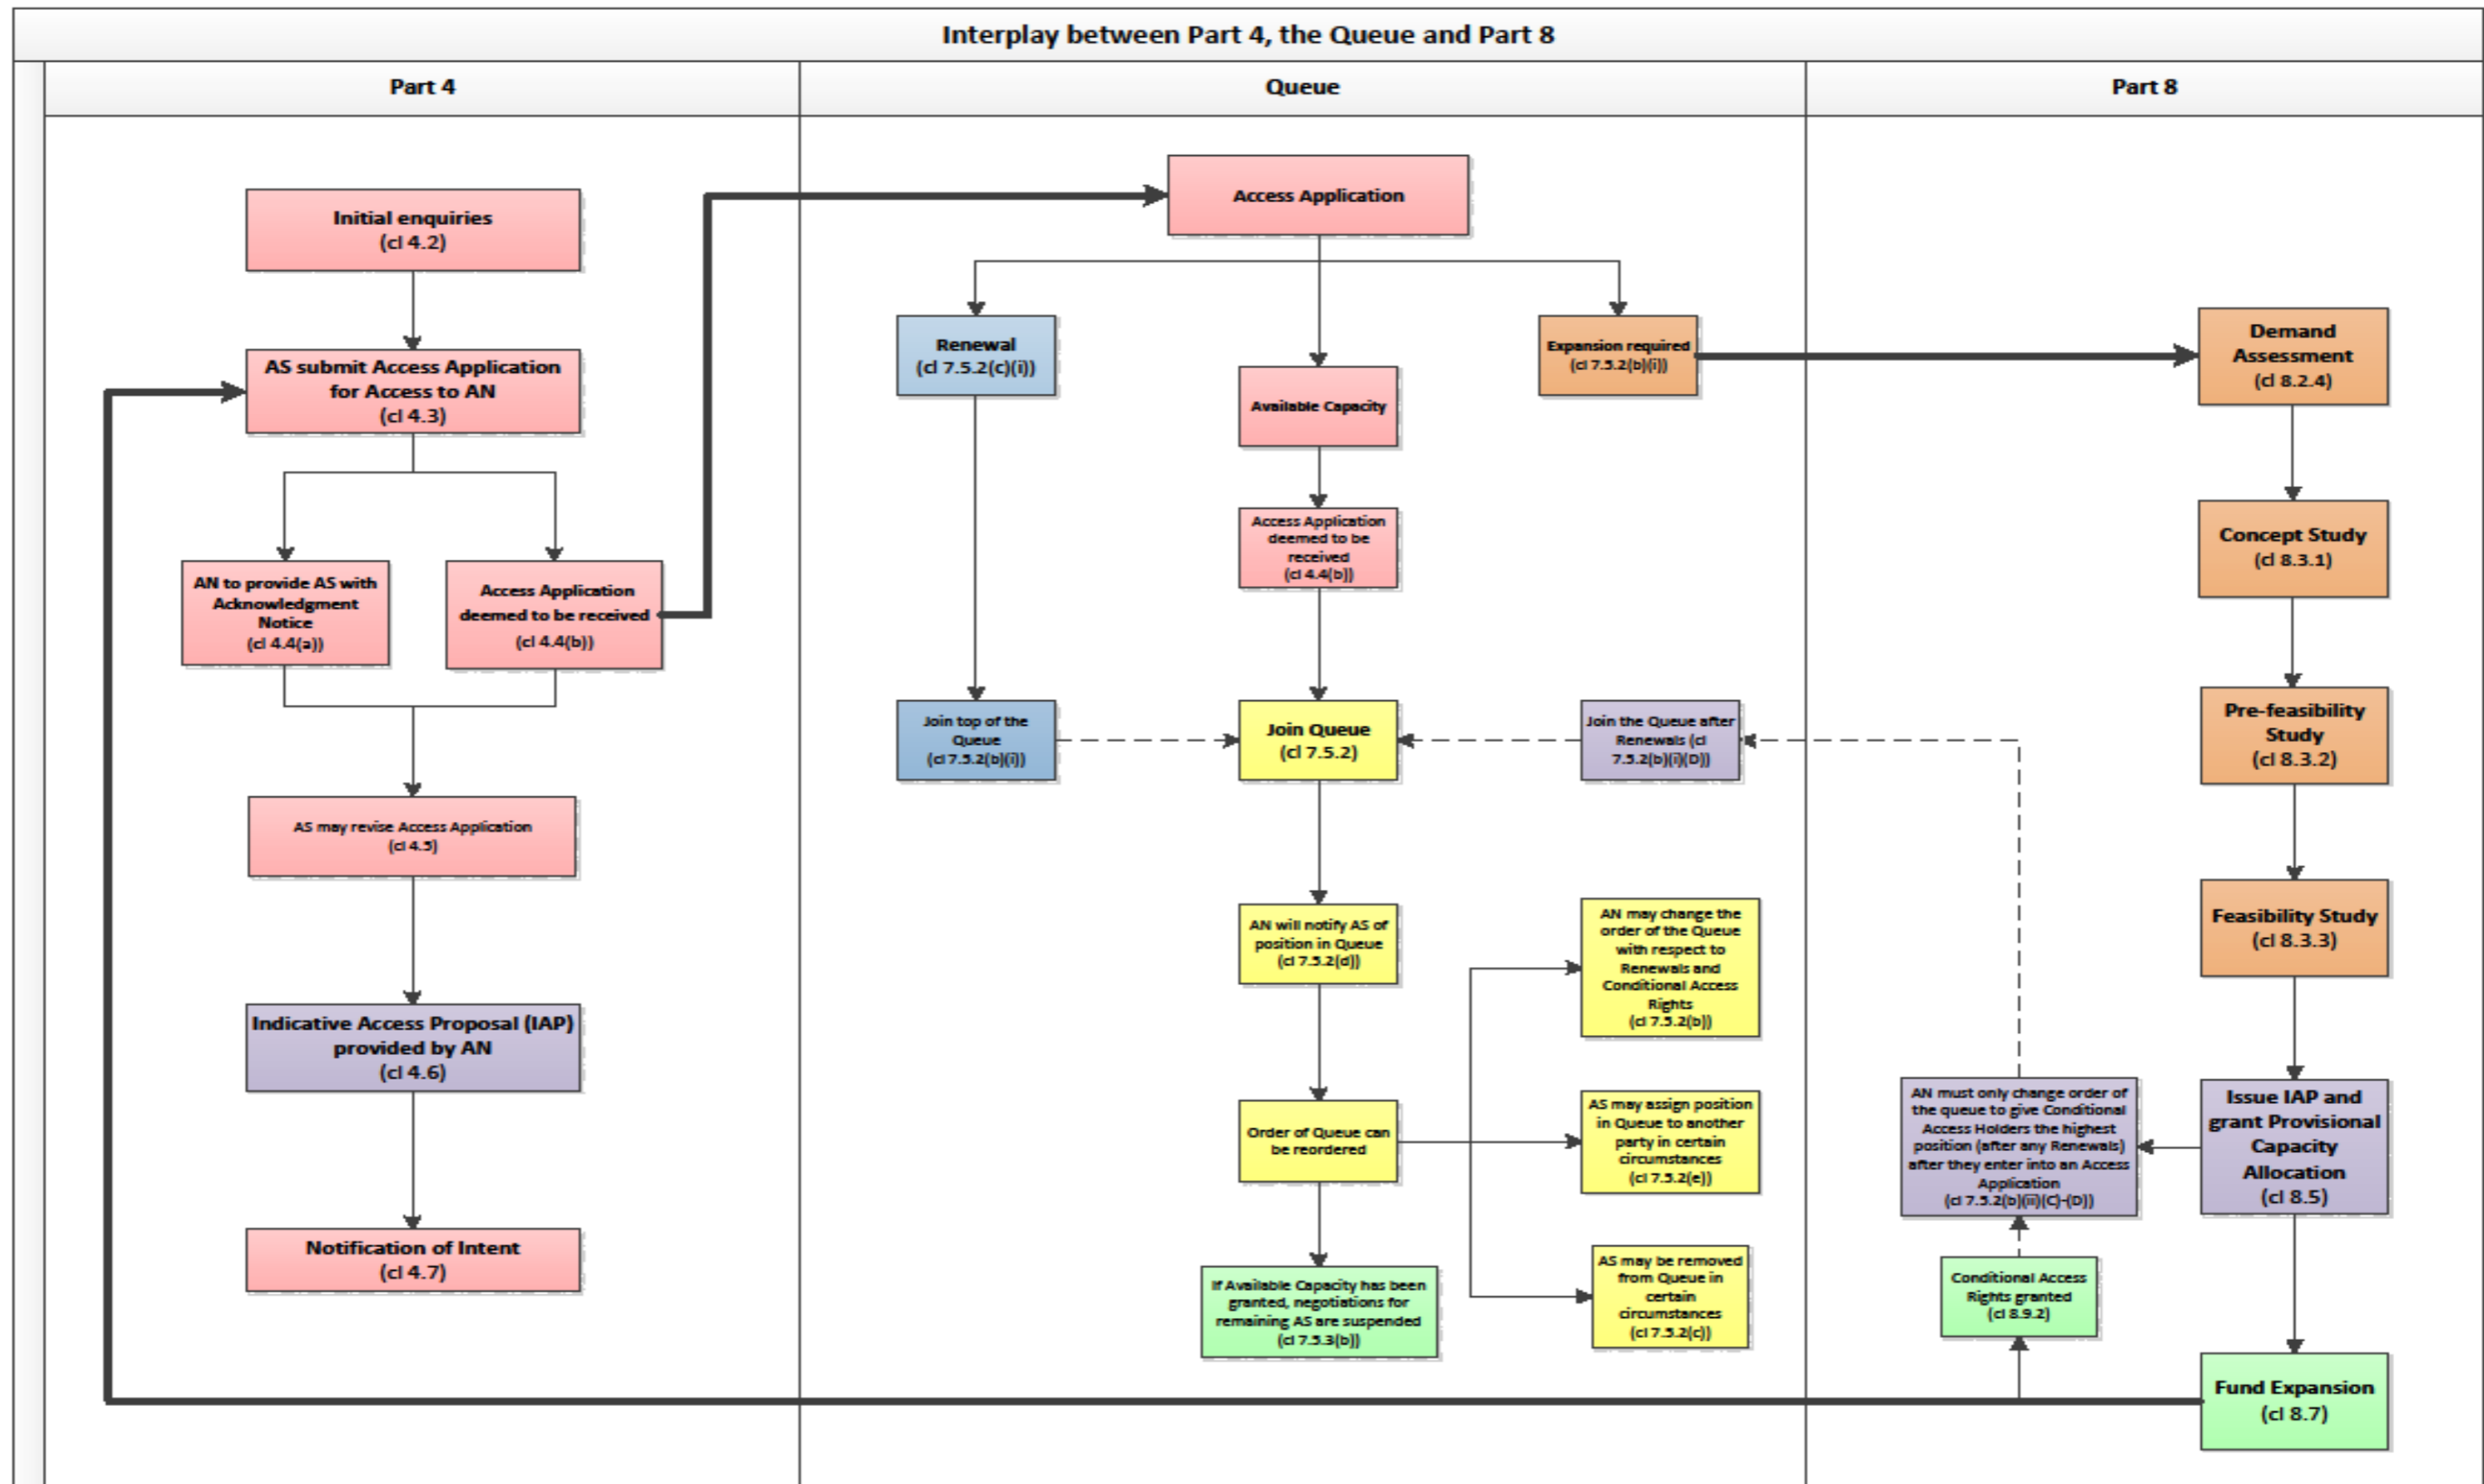 Interplay between Part 4, the Queue and Part 8
Part 4
Queue
Part 8
Initial enquiries
(cl 4.2)
AS submit Access Application
for Access to AN
(cl 4.3)
AN to provide AS with
Acknowledgment
Notice
(cl 4.4(a))
Access Application
deemed to be received
(cl 4.4(b))
AS may revise Access Application
(cl 4.5)
Indicative Access Proposal (IAP)
provided by AN
(cl 4.6)
Notification of Intent
(cl 4.7)
Access Application
Renewal
(cl 7.5.2(c)(i))
Available Capacity
Expansion required
(cl 7.5.2(b)(i))
Access Application
deemed to be
received
(cl 4.4(b))
Join top of the
Queue
(cl 7.5.2(b)(i))
Join Queue
(cl 7.5.2)
Join the Queue after
Renewals (cl
7.5.2(b)(i)(D))
AN will notify AS of
position in Queue
(cl 7.5.2(d))
AN may change the
order of the Queue
with respect to
Renewals and
Conditional Access
Rights
(cl 7.5.2(b))
Order of Queue can
be reordered
AS may assign position
in Queue to another
party in certain
circumstances
(cl 7.5.2(e))
If Available Capacity has been
granted, negotiations for
remaining AS are suspended
(cl 7.5.3(b))
AS may be removed
from Queue in
certain
circumstances
(cl 7.5.2(c))
Demand
Assessment
(cl 8.2.4)
Concept Study
(cl 8.3.1)
Pre-feasibility
Study
(cl 8.3.2)
Feasibility Study
(cl 8.3.3)
AN must only change order of
the queue to give Conditional
Access Holders the highest
position (after any Renewals)
after they enter into an Access
Application
(cl 7.5.2(b)(ii)(C)-(D))
Issue IAP and
grant Provisional
Capacity
Allocation
(cl 8.5)
Conditional Access
Rights granted
(cl 8.9.2)
Fund Expansion
(cl 8.7)